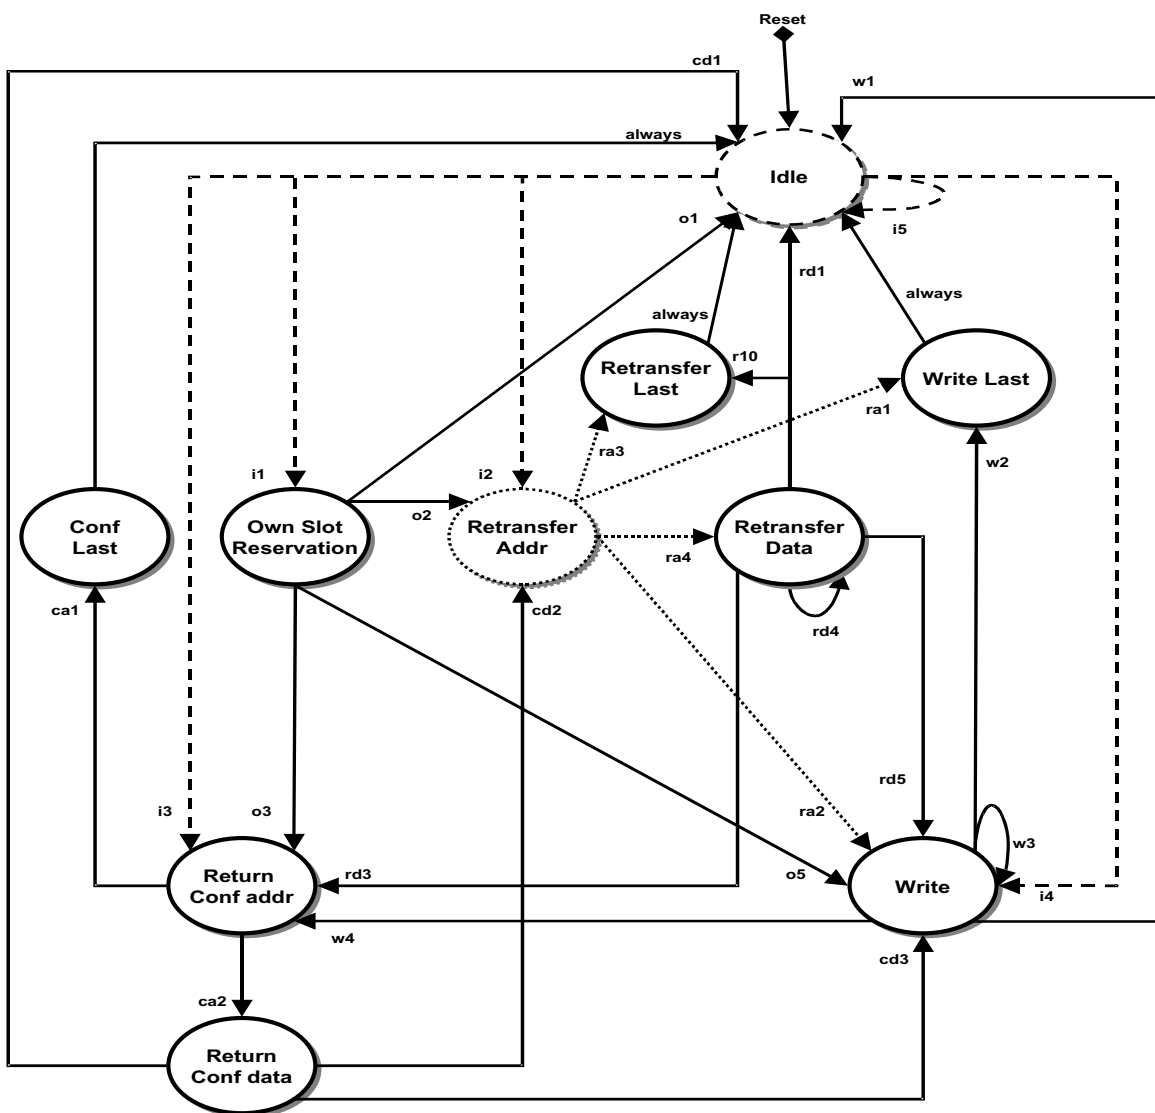 Reset
cd1
w1
always
Idle
o1
i5
rd1
always
always
r10
Retransfer
Last
Write Last
ra1
ra3
w2
i1
i2
o2
Conf
Last
Own Slot
Reservation
Retransfer
Addr
ra4
Retransfer
Data
ca1
cd2
rd4
rd5
i3
o3
ra2
w3
Return
Conf addr
rd3
o5
Write
i4
w4
cd3
ca2
Return
Conf data